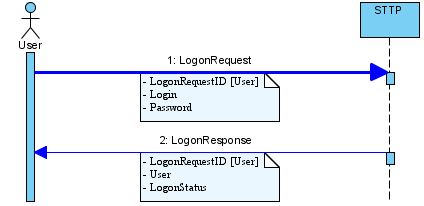 STTP
User
1: LogonRequest
- LogonRequestID [User]
- Login
- Password
2: LogonResponse
- LogonRequestID [User]
- User
- LogonStatus